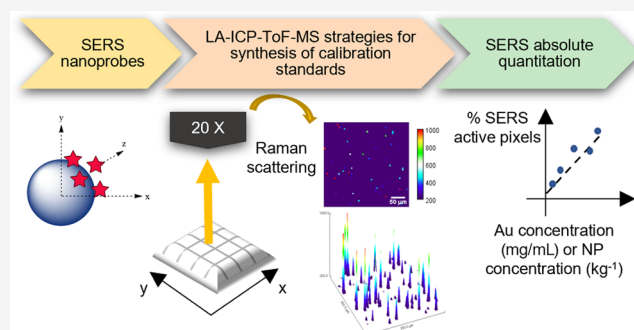 SERS
nanoprobes
LA-ICP-ToF-MS strategies for
synthesis of calibration
standards
SERS absolute
quantitation
y
z
x
20 X
Raman
scattering
1000
800
600
400
200
50 µm
y
x
% SERS
active pixels
Au concentration
(mg/mL) or NP
concentration (kg⁻¹)